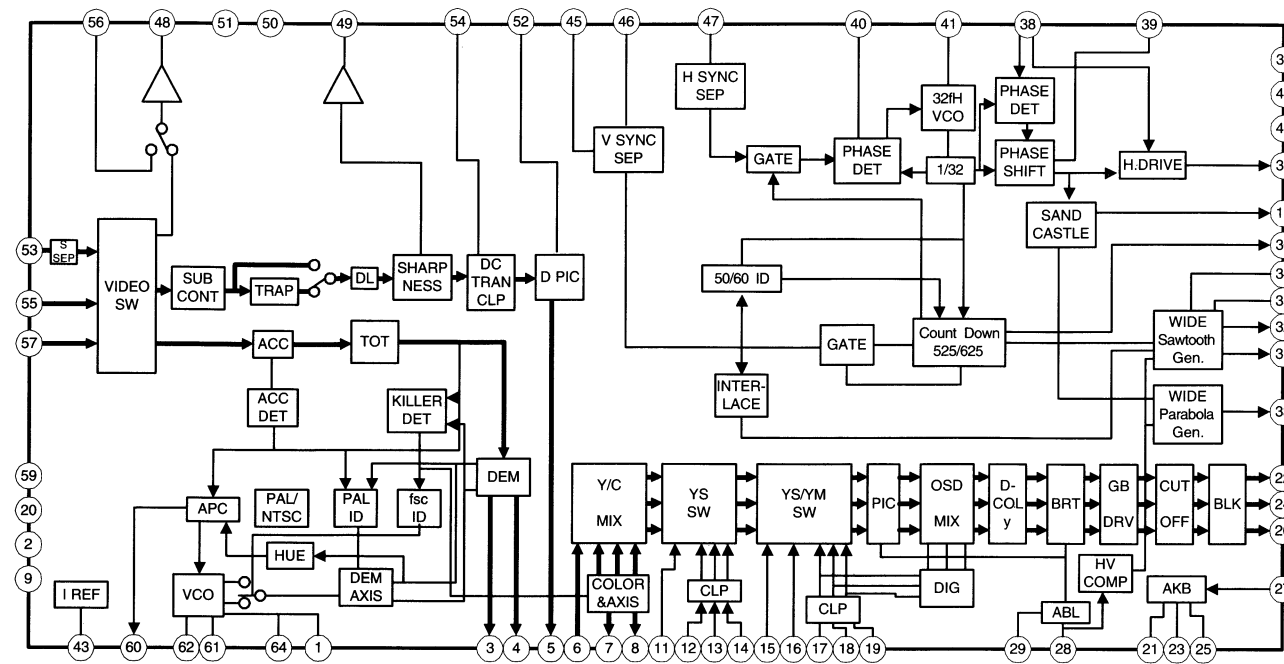 56 48 51 50 49 54 52 45 46 47 40 41 38 39
H SYNC
SEP
32fH
VCO
PHASE
DET
V SYNC
SEP
GATE
PHASE
DET
1/32
PHASE
SHIFT
H.DRIVE
SAND
CASTLE
53
S
SEP
VIDEO
SW
SUB
CONT
TRAP
DL
SHARP
NESS
DC
TRAN
CLP
D PIC
50/60 ID
55
57
ACC
TOT
GATE
Count Down
525/625
WIDE
Sawtooth
Gen.
ACC
DET
KILLER
DET
INTER-
LACE
WIDE
Parabola
Gen.
59
20
2
9
APC
PAL/
NTSC
PAL
ID
fsc
ID
DEM
Y/C
MIX
YS
SW
YS/YM
SW
PIC
OSD
MIX
D-
COL
y
BRT
GB
DRV
CUT
OFF
BLK
HUE
I REF
VCO
DEM
AXIS
COLOR
&AXIS
CLP
CLP
DIG
HV
COMP
ABL
AKB
43 60 62 61 64 1 3 4 5 6 7 8 11 12 13 14 15 16 17 18 19 29 28 21 23 25